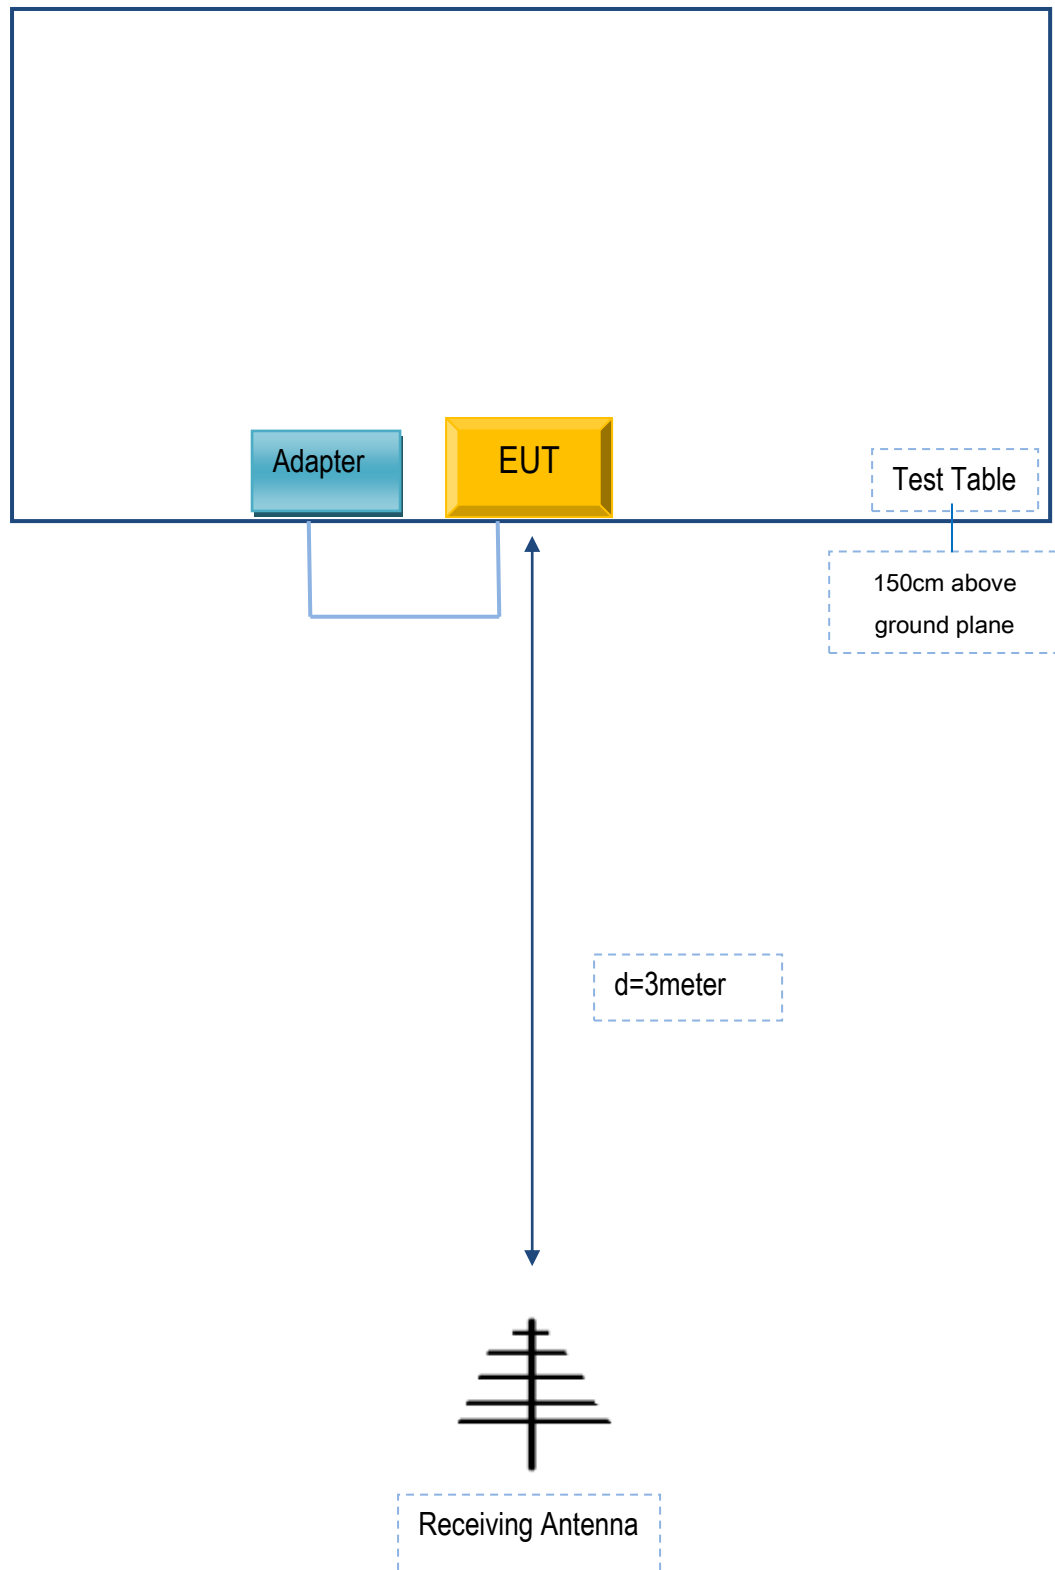 Adapter
EUT
Test Table
150cm above
ground plane
d=3meter
Receiving Antenna